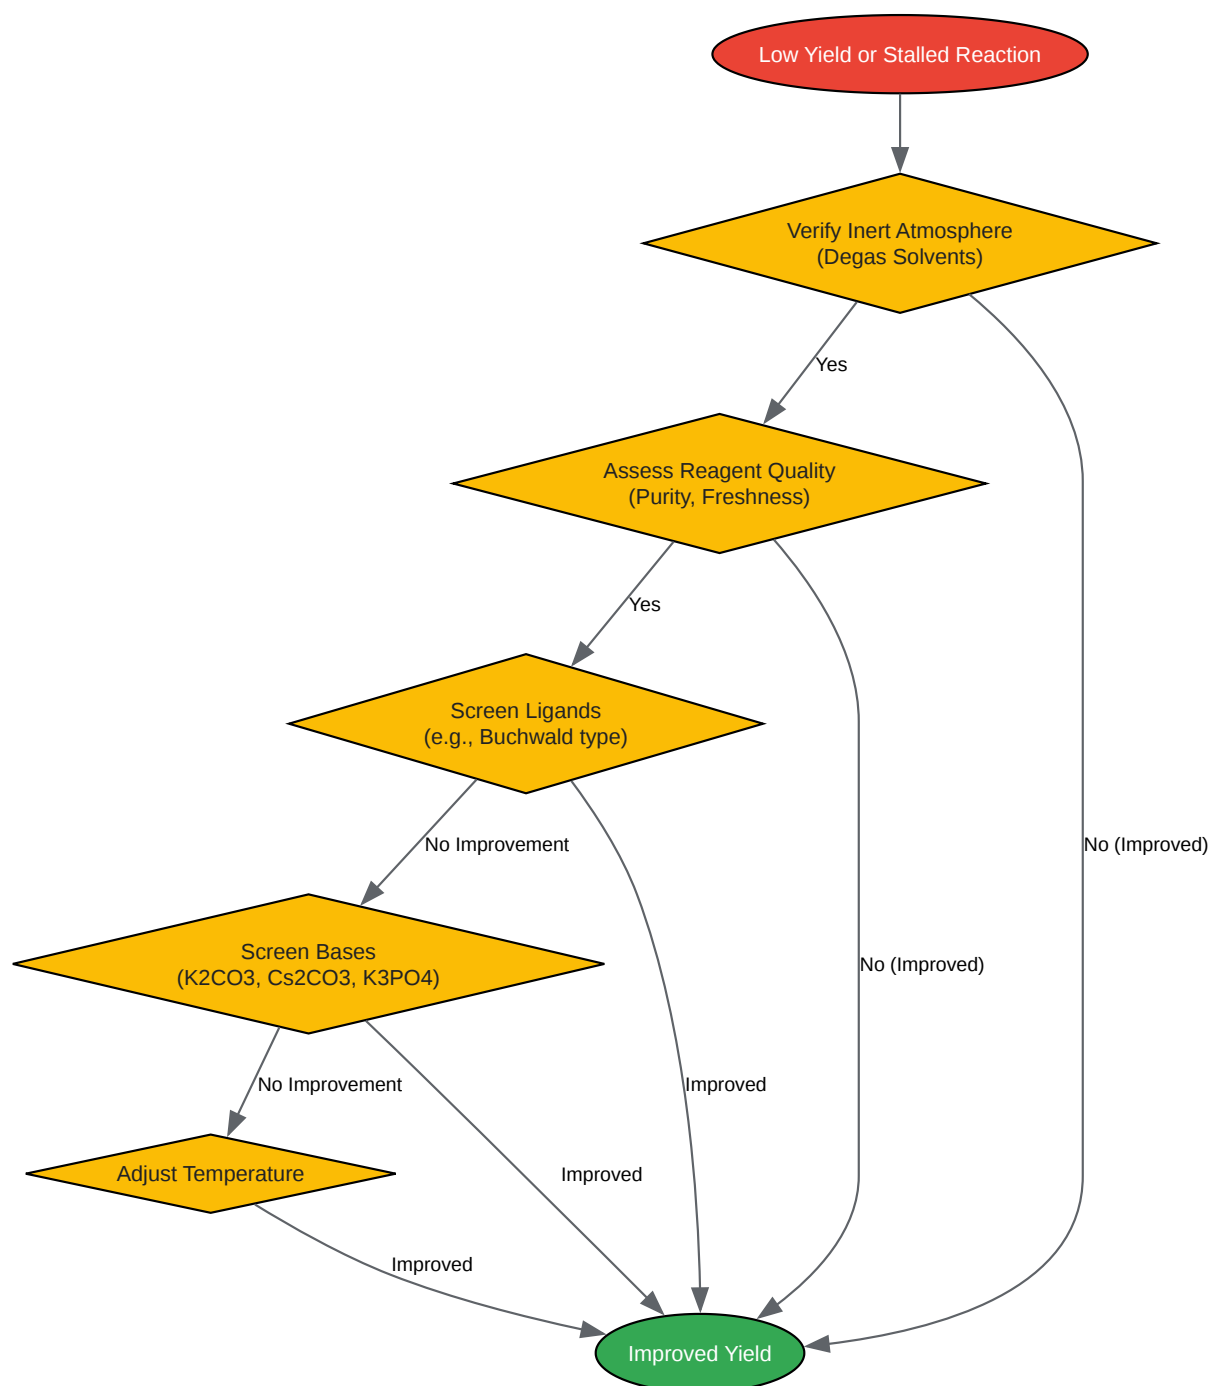 Low Yield or Stalled Reaction
Verify Inert Atmosphere
(Degas Solvents)
Yes
Assess Reagent Quality
(Purity, Freshness)
Yes
Screen Ligands
(e.g., Buchwald type)
No Improvement
No (Improved)
Screen Bases
(K2CO3, Cs2CO3, K3PO4)
No (Improved)
No Improvement
Improved
Adjust Temperature
Improved
Improved
Improved Yield